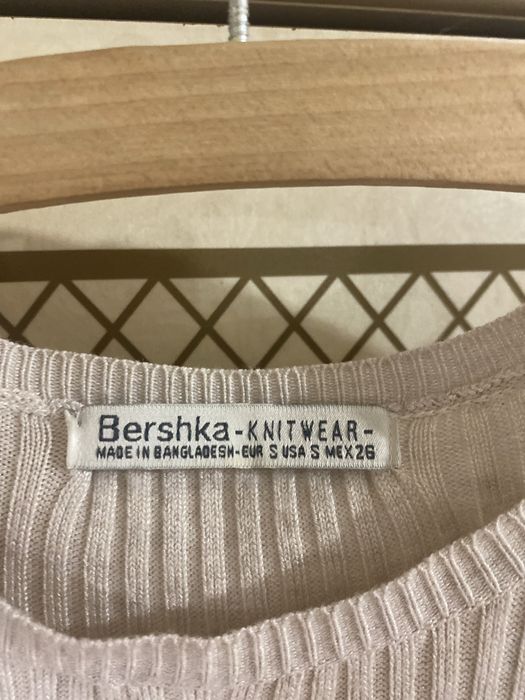 Bershka -KNITWEAR-
MADE IN BANGLADESH-EUR S USA S MEX26